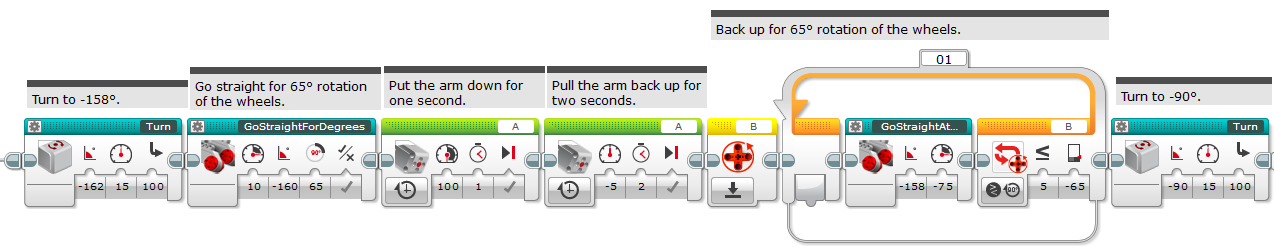 Turn to -158°.
Go straight for 65° rotation
of the wheels.
Put the arm down for
one second.
Pull the arm back up for
two seconds.
Back up for 65° rotation of the wheels.
Turn to -90°.
01
Turn
GoStraightForDegrees
A
A
B
GoStraightAt...
B
Turn
90°
90°
-162 15 100
10 -160 65
100 1
-5 2
-158 -75
5 -65
-90 15 100